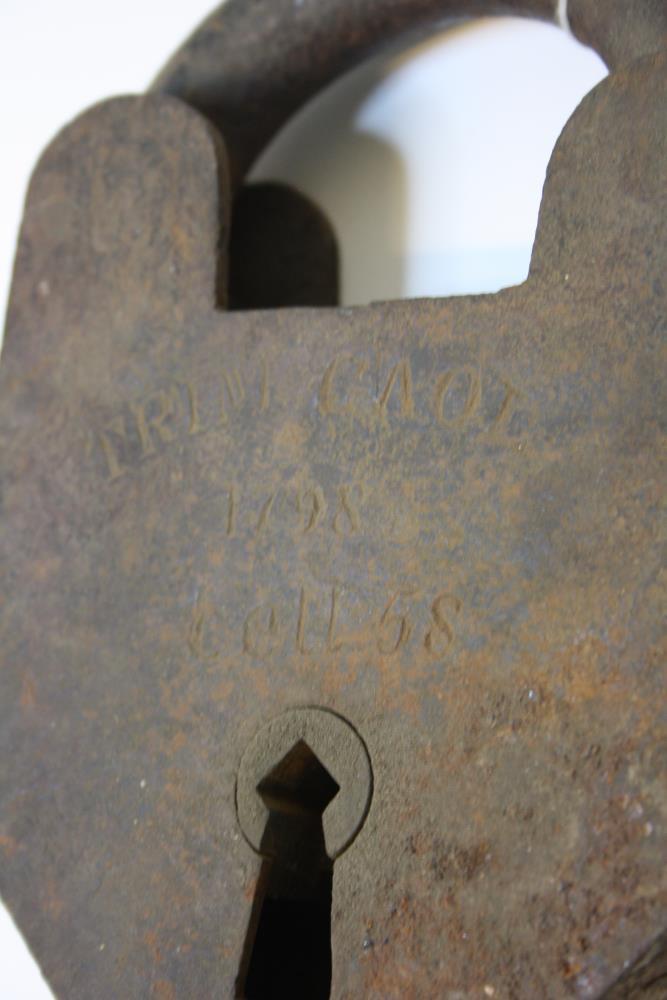 TRIM GAOL
1798
Cell 58